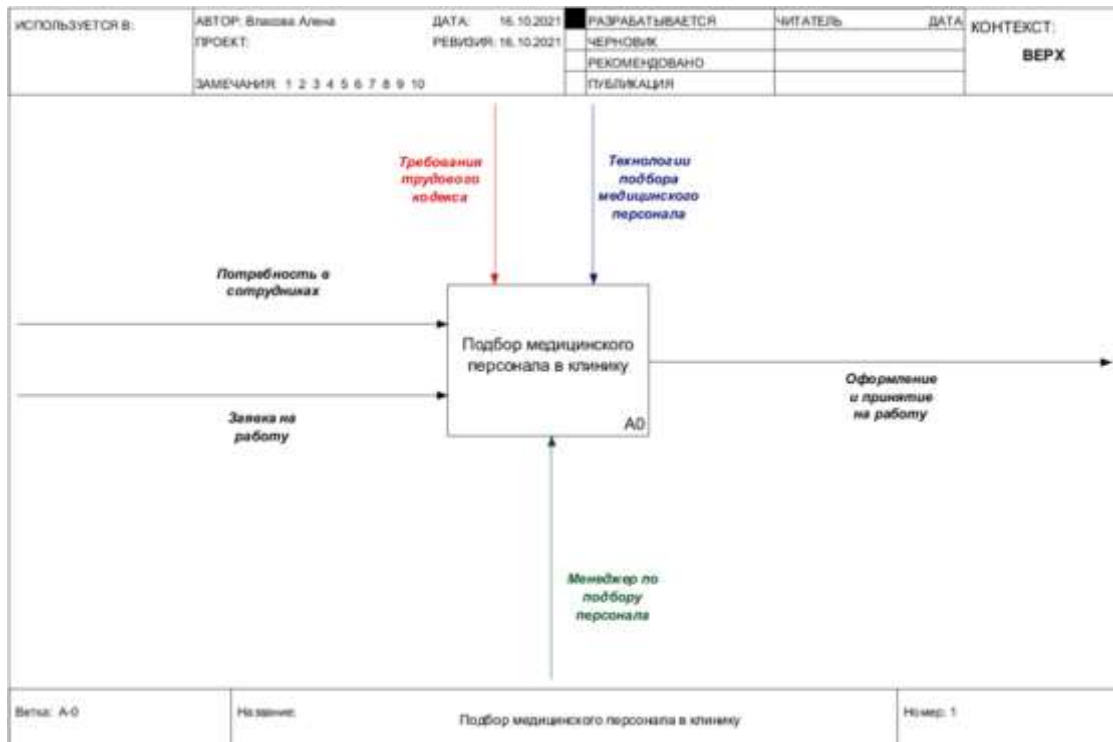 ИСПОЛЬЗУЕТСЯ В:
АВТОР: Власова Алена
ДАТА: 16.10.2021
РАЗРАБАТЫВАЕТСЯ
ЧИТАТЕЛЬ
ДАТА
КОНТЕКСТ:
ПРОЕКТ:
РЕВИЗИЯ: 16.10.2021
ЧЕРНОВИК
ВЕРХ
РЕКОМЕНДОВАНО
ЗАМЕЧАНИЯ: 1 2 3 4 5 6 7 8 9 10
ПУБЛИКАЦИЯ
Требования
трудового
кодекса
Технологии
подбора
медицинского
персонала
Потребность в
сотрудниках
Подбор медицинского
персонала в клинику
A0
Заявка на
работу
Оформление
и принятие
на работу
Менеджер по
подбору
персонала
Ветка: A-0
Название:
Подбор медицинского персонала в клинику
Номер: 1